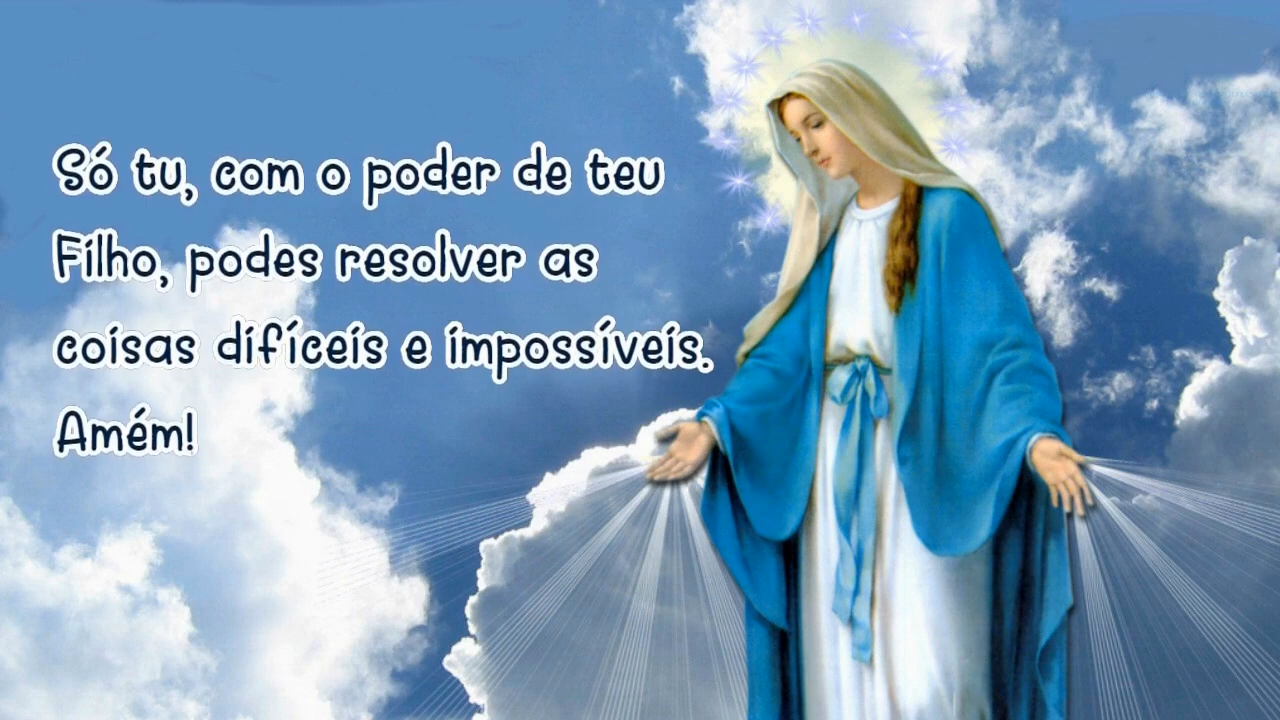 Só tu, com o poder de teu
Filho, podes resolver as
coisas difíceis e impossíveis.
Amém!